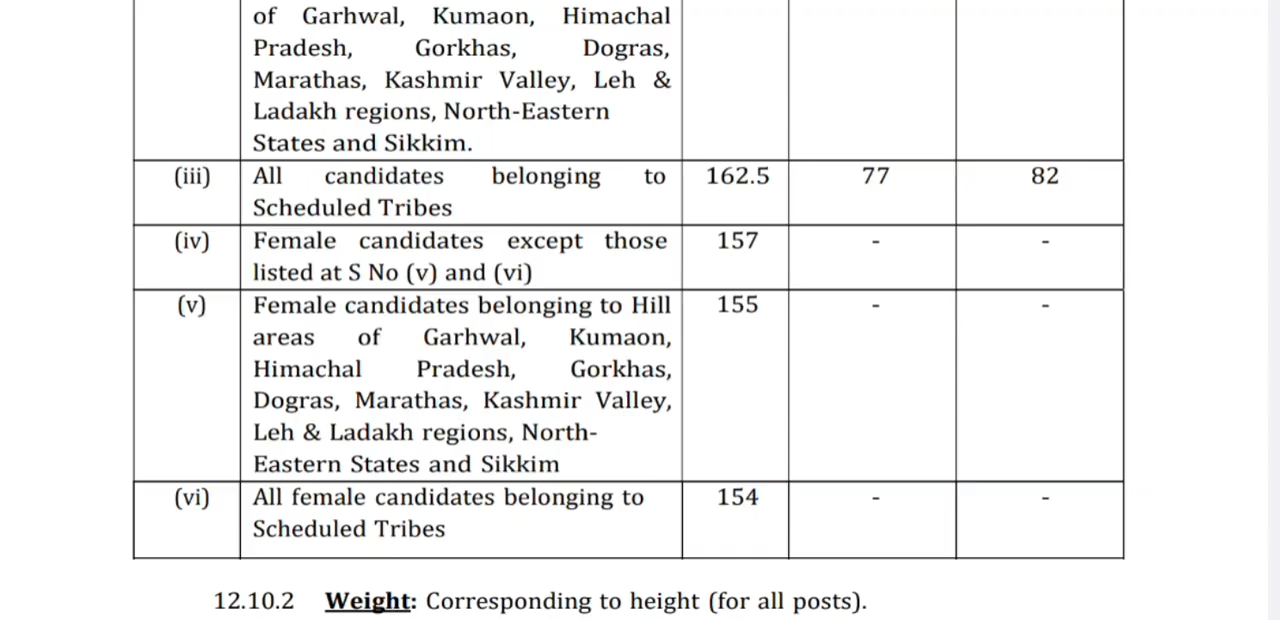 of Garhwal, Kumaon, Himachal
Pradesh, Gorkhas, Dogras,
Marathas, Kashmir Valley, Leh &
Ladakh regions, North-Eastern
States and Sikkim.
(iii) All candidates belonging to 162.5 77 82
Scheduled Tribes
(iv) Female candidates except those 157 - -
listed at S No (v) and (vi)
(v) Female candidates belonging to Hill 155 - -
areas of Garhwal, Kumaon,
Himachal Pradesh, Gorkhas,
Dogras, Marathas, Kashmir Valley,
Leh & Ladakh regions, North-
Eastern States and Sikkim
(vi) All female candidates belonging to 154 - -
Scheduled Tribes
12.10.2 Weight: Corresponding to height (for all posts).